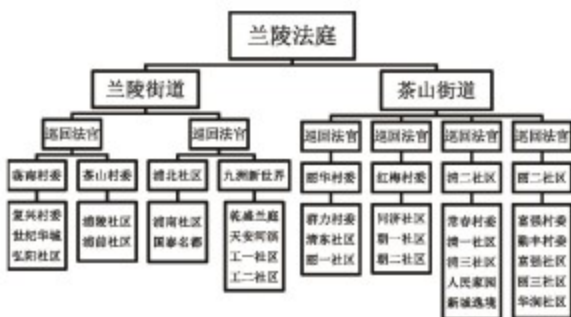 兰陵法庭
兰陵街道
茶山街道
巡回法官
巡回法官
巡回法官
巡回法官
巡回法官
巡回法官
茶山村委
浦北社区
九洲新世界
丽华村委
红梅村委
清二社区
丽二社区
复兴村委
世纪华城
弘阳社区
浦陵社区
浦前社区
浦南社区
国泰名都
乾盛兰庭
天安河滨
工一社区
工二社区
群力村委
清东社区
丽一社区
同济社区
朝一社区
朝二社区
常春村委
清一社区
清三社区
人民家园
新城逸境
富强村委
勤丰村委
富强社区
丽三社区
华润社区